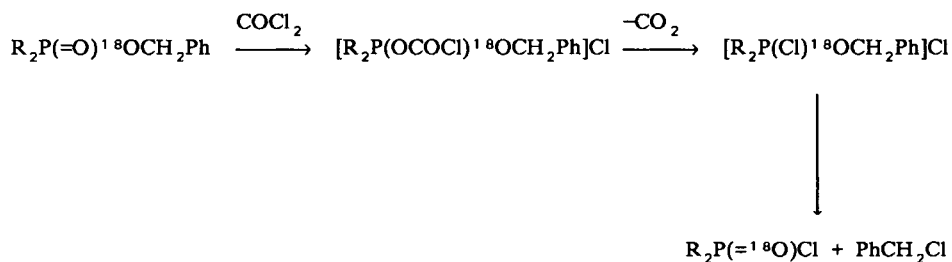 COCl₂
–CO₂
R₂P(=O)¹⁸OCH₂Ph
[R₂P(OCOCl)¹⁸OCH₂Ph]Cl
[R₂P(Cl)¹⁸OCH₂Ph]Cl
R₂P(=¹⁸O)Cl + PhCH₂Cl